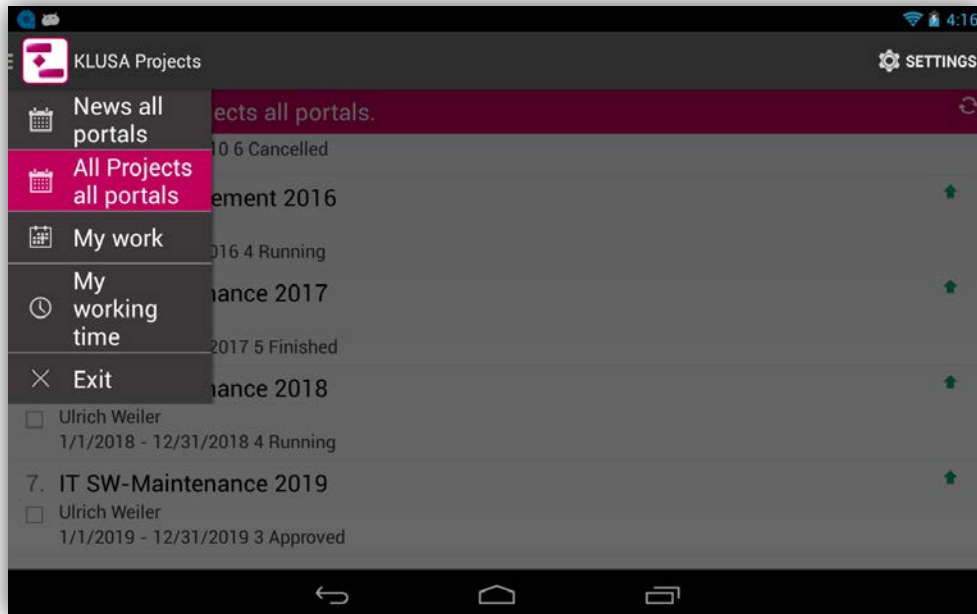 4:16
KLUSA Projects
SETTINGS
News all
portals
All Projects
all portals
My work
My
working
time
Exit
ects all portals.
10 6 Cancelled
ement 2016
016 4 Running
nance 2017
2017 5 Finished
nance 2018
Ulrich Weiler
1/1/2018 - 12/31/2018 4 Running
7. IT SW-Maintenance 2019
Ulrich Weiler
1/1/2019 - 12/31/2019 3 Approved